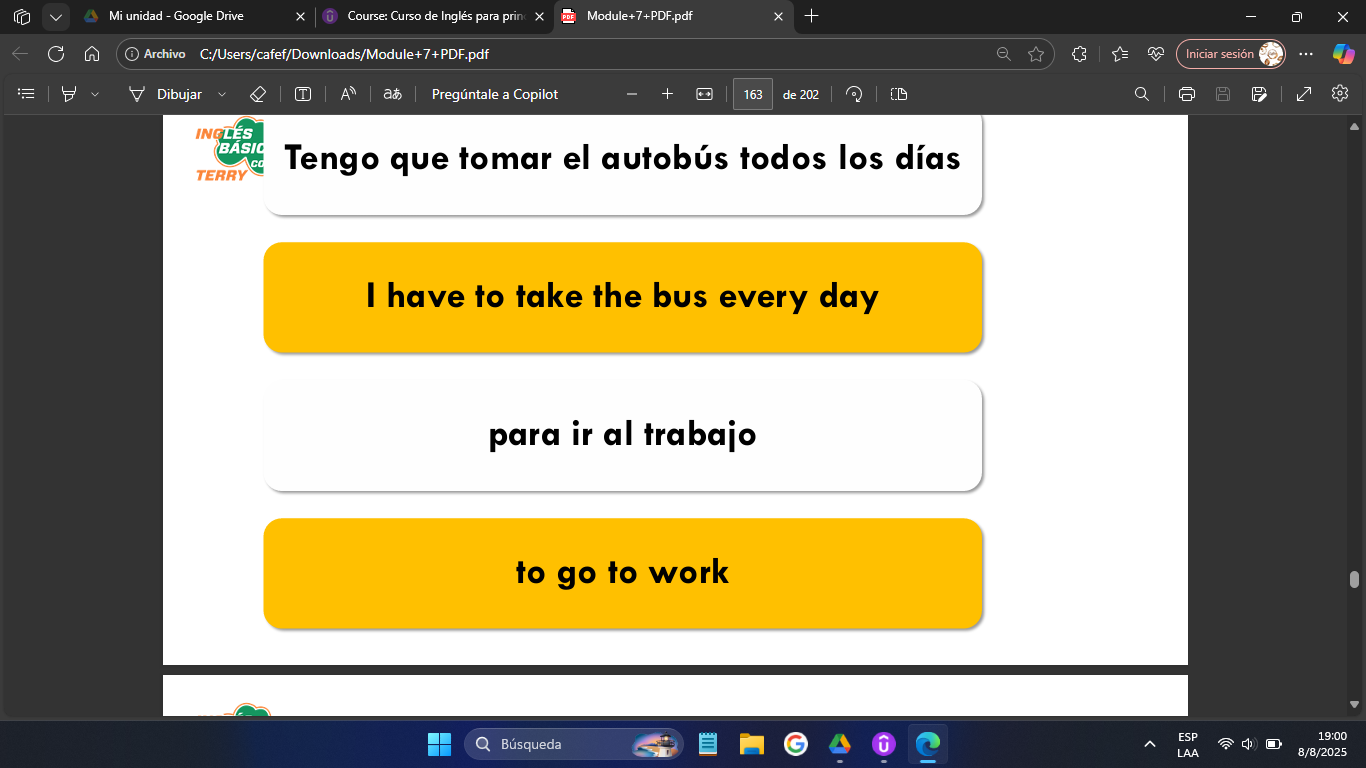 Mi unidad - Google Drive
Course: Curso de Inglés para prin
Module+7+PDF.pdf
Archivo
C:/Users/cafef/Downloads/Module+7+PDF.pdf
Iniciar sesión
Dibujar
Pregúntale a Copilot
163
de 202
INGLÉS
BÁSIC
CO
TERRY
Tengo que tomar el autobús todos los días
I have to take the bus every day
para ir al trabajo
to go to work
Búsqueda
ESP
LAA
19:00
8/8/2025